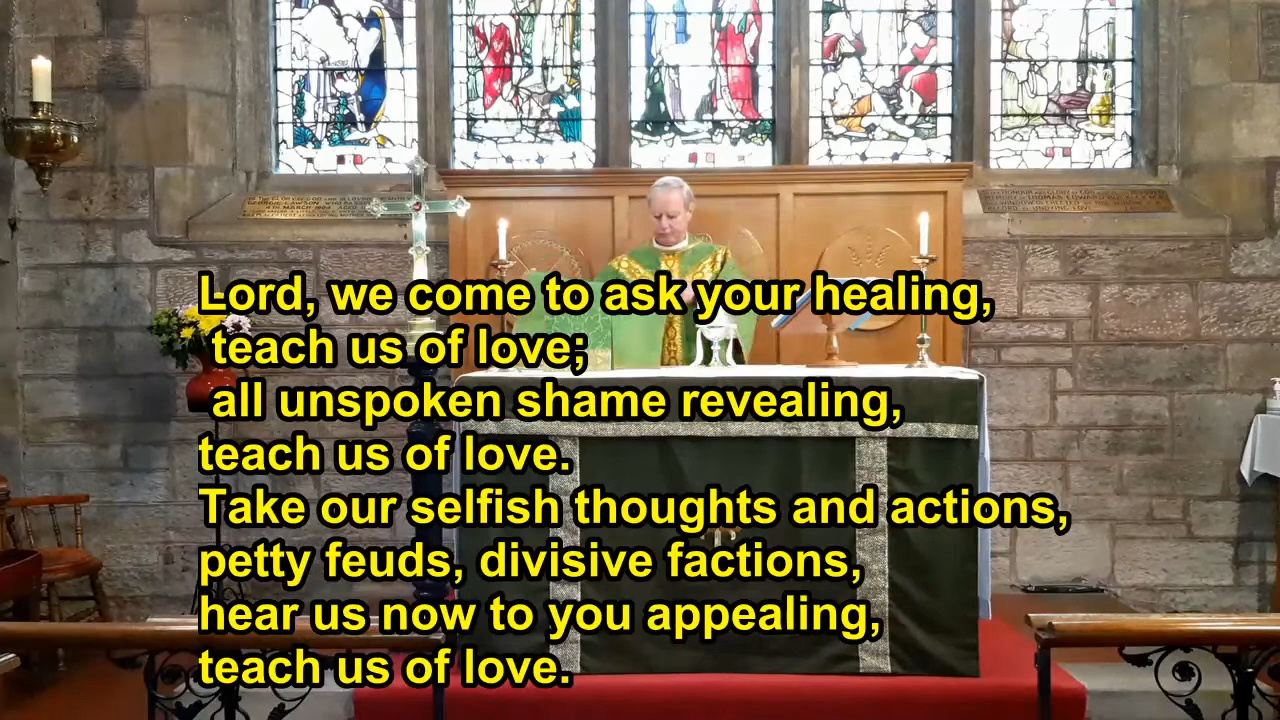 Lord, we come to ask your healing,
teach us of love;
all unspoken shame revealing,
teach us of love.
Take our selfish thoughts and actions,
petty feuds, divisive factions,
hear us now to you appealing,
teach us of love.